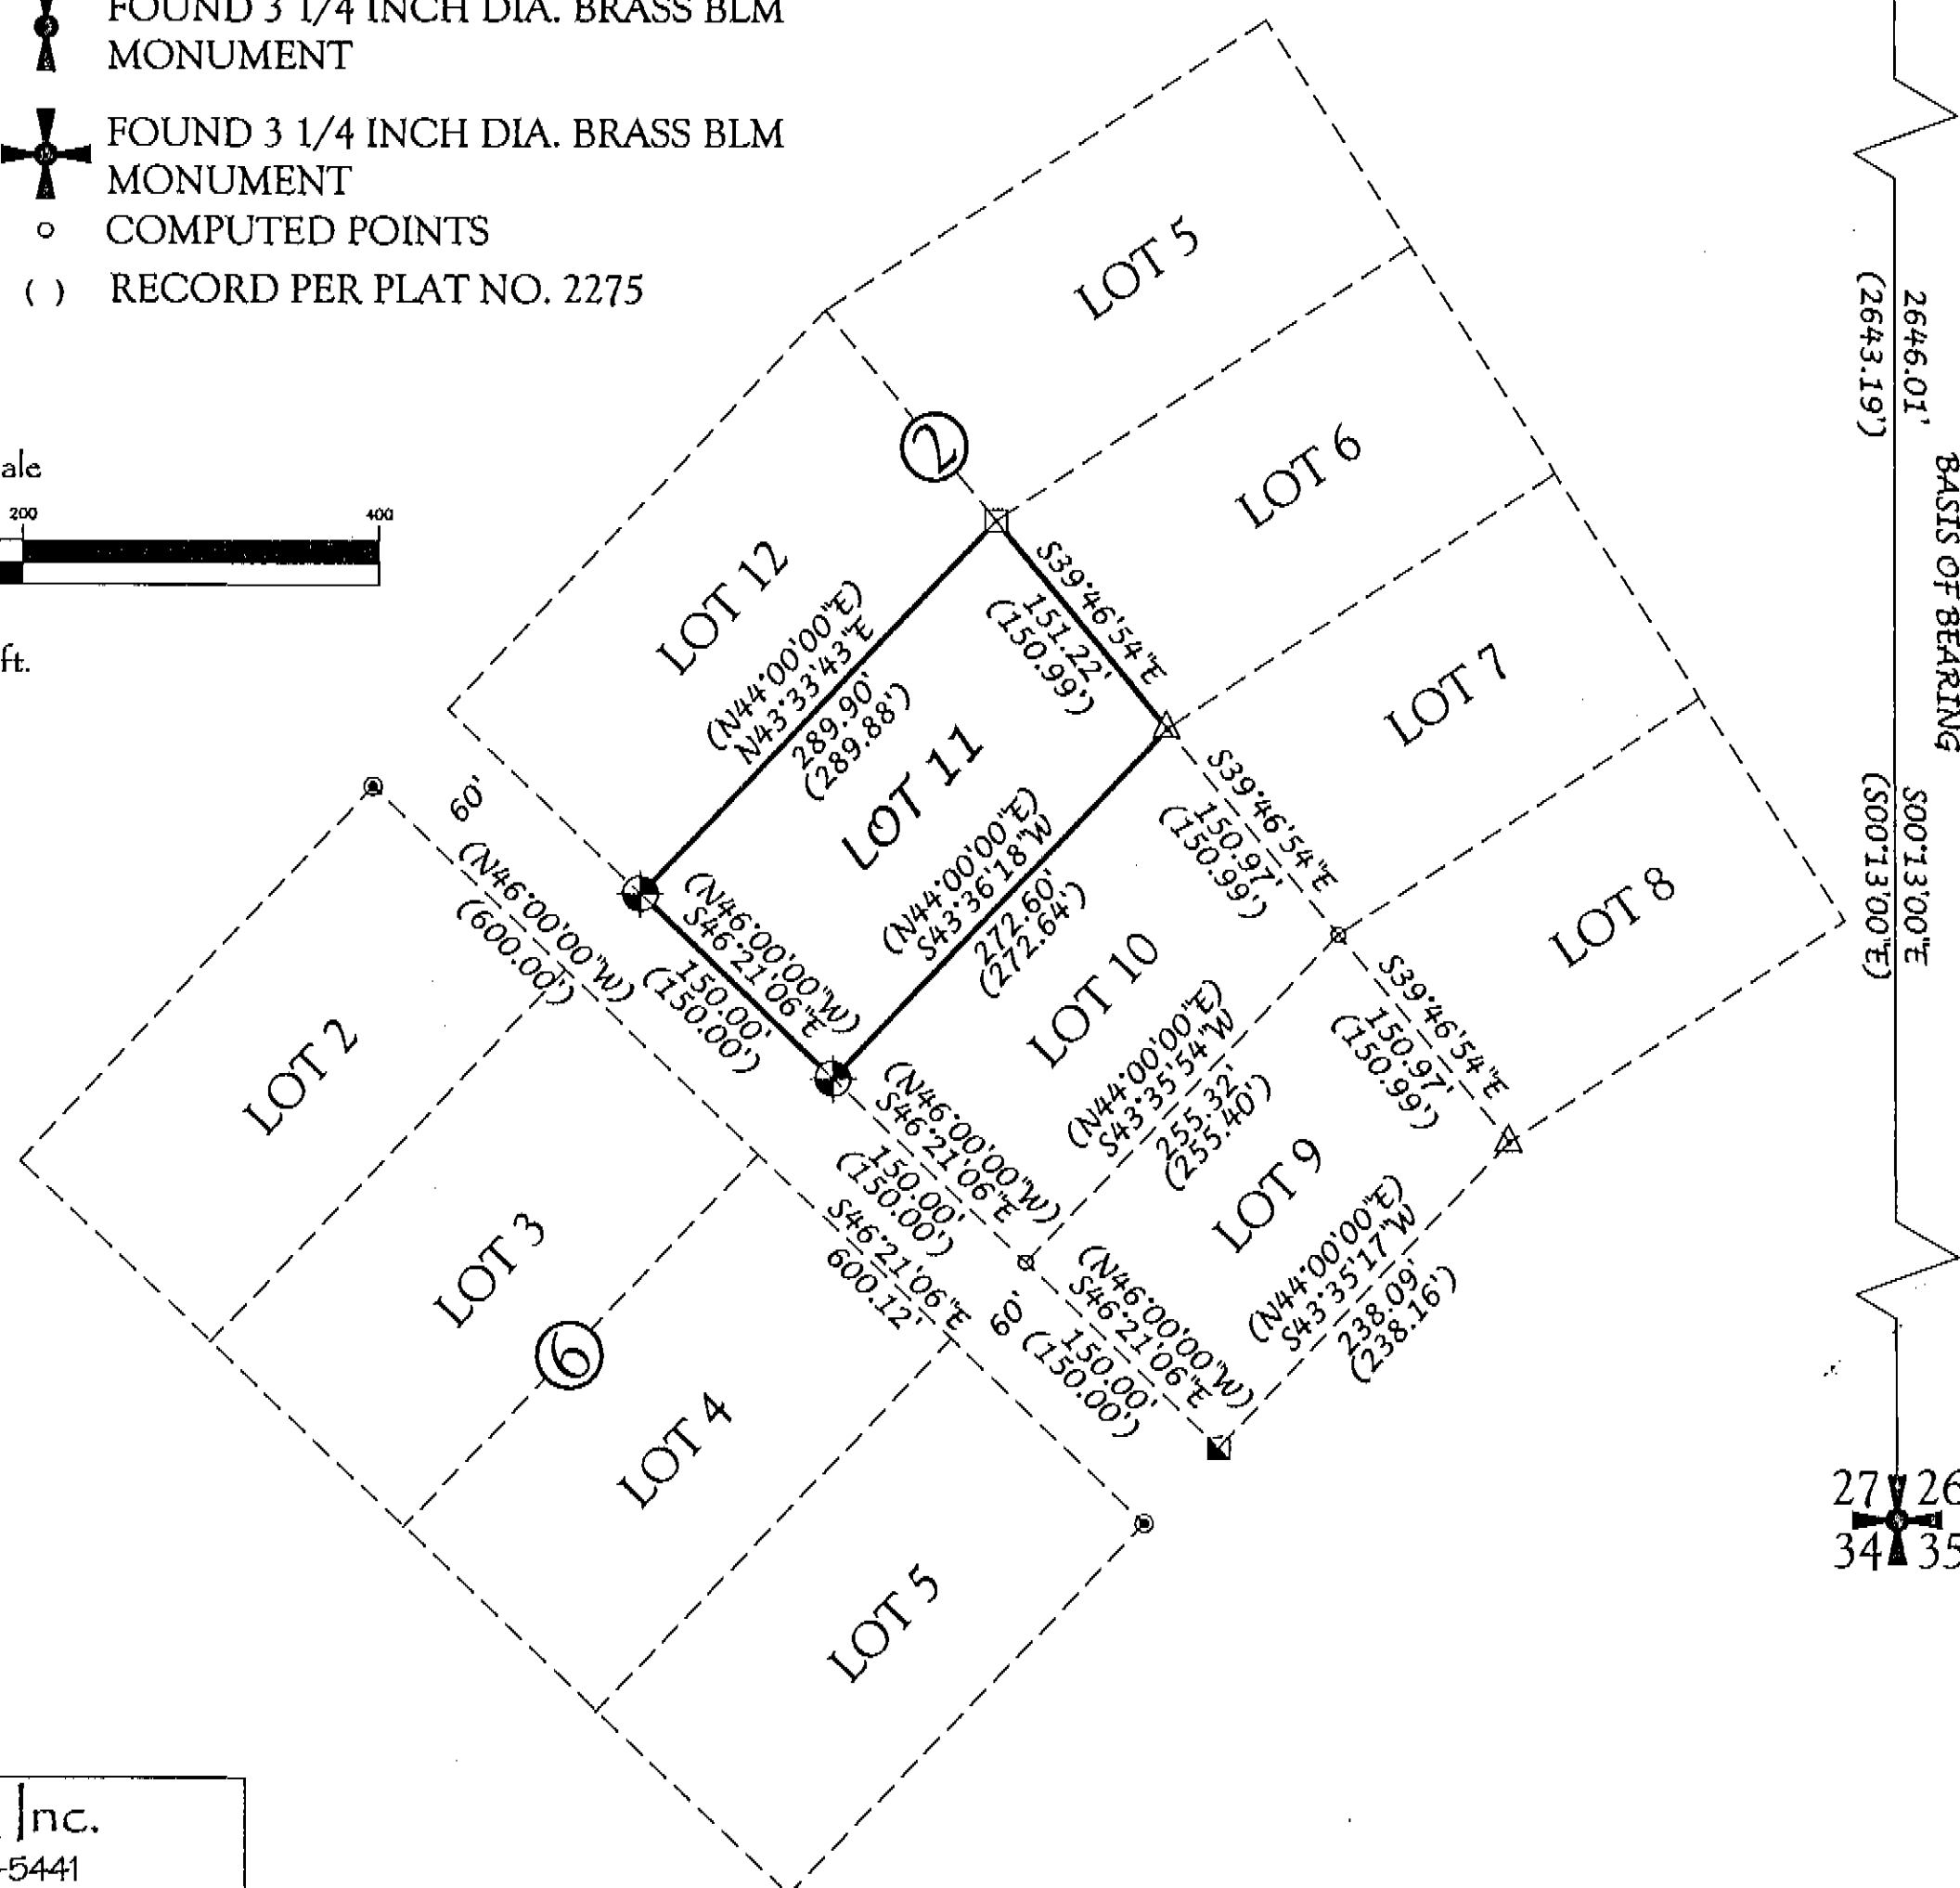 FOUND 3 1/4 INCH DIA. BRASS BLM
MONUMENT
FOUND 3 1/4 INCH DIA. BRASS BLM
MONUMENT
COMPUTED POINTS
( ) RECORD PER PLAT NO. 2275
ale
200 400
ft.
LOT 5
LOT 6
LOT 7
LOT 8
2
LOT 12
(N44°00'00"E)
N43°33'43"E
289.90'
(289.88')
S39°46'54"E
151.22'
(150.99')
LOT 11
(N44°00'00"E)
S43°36'18"W
272.60'
(272.64')
(N46°00'00"W)
S46°21'06"E
150.00'
(150.00')
S39°46'54"E
150.97'
(150.99')
LOT 10
(N44°00'00"E)
S43°35'54"W
255.32'
(255.40')
(N46°00'00"W)
S46°21'06"E
150.00'
(150.00')
S39°46'54"E
150.97'
(150.99')
LOT 9
(N44°00'00"E)
S43°35'17"W
238.09'
(238.16')
(N46°00'00"W)
S46°21'06"E
150.00'
(150.00')
60'
(N46°00'00"W)
(600.00')
S46°21'06"E
600.12'
60'
LOT 2
LOT 3
6
LOT 4
LOT 5
2646.01'
(2643.19')
BASIS OF BEARING
S00°13'00"E
(S00°13'00"E)
27 26
34 35
Inc.
-5441